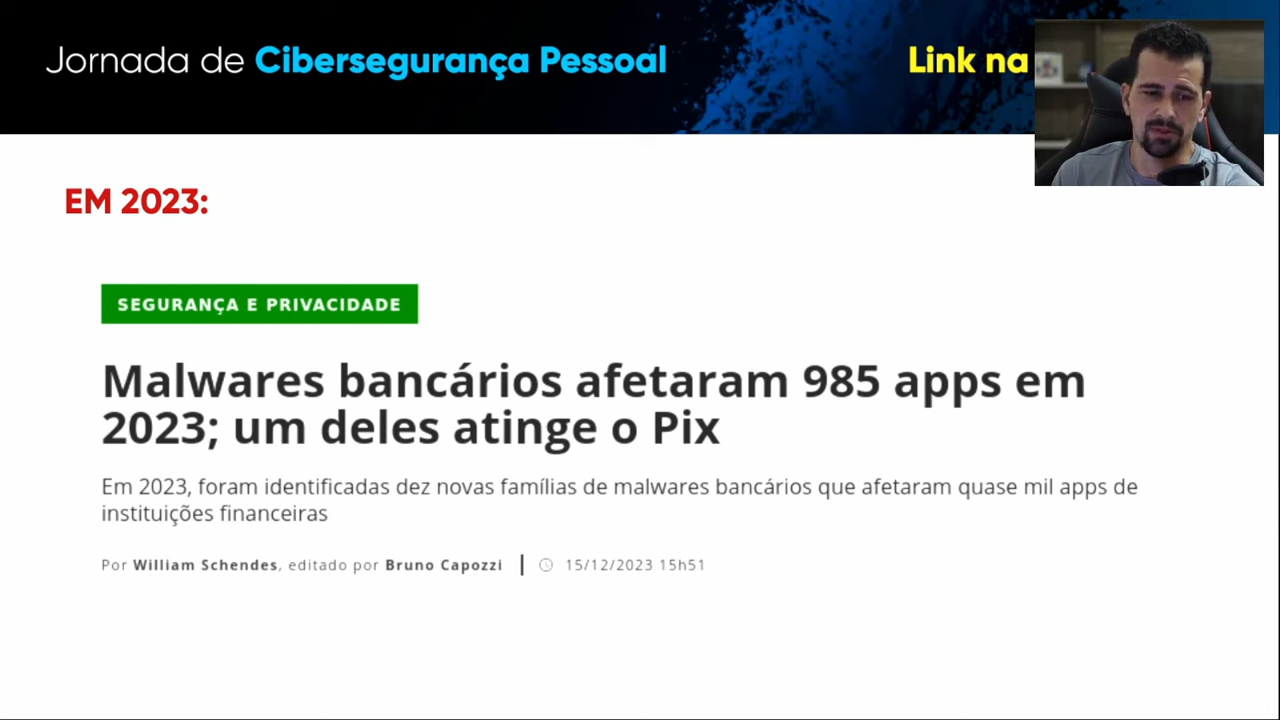 Jornada de Cibersegurança Pessoal
Link na
EM 2023:
SEGURANÇA E PRIVACIDADE
Malwares bancários afetaram 985 apps em
2023; um deles atinge o Pix
Em 2023, foram identificadas dez novas famílias de malwares bancários que afetaram quase mil apps de
instituições financeiras
Por William Schendes, editado por Bruno Capozzi | 15/12/2023 15h51